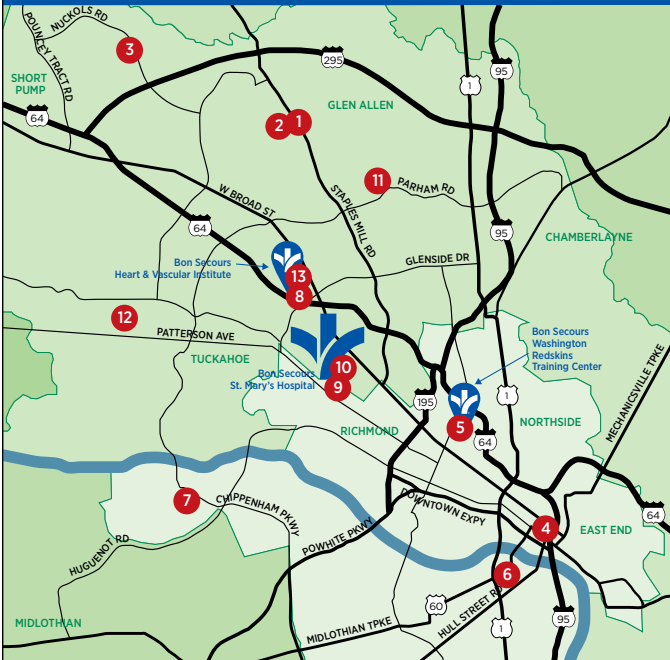 NUCKOLS RD
POUNCEY TRACT RD
3
SHORT
PUMP
64
295
1
95
GLEN ALLEN
2
1
11
PARHAM RD
W BROAD ST
STAPLES MILL RD
64
95
CHAMBERLAYNE
Bon Secours
Heart & Vascular Institute
GLENSIDE DR
13
8
12
PATTERSON AVE
TUCKAHOE
Bon Secours
St. Mary's Hospital
10
9
Bon Secours
Washington
Redskins
Training Center
MECHANICSVILLE TPKE
195
1
5
64
NORTHSIDE
RICHMOND
7
CHIPPENHAM PKWY
DOWNTOWN EXPY
POWHITE PKWY
64
4
EAST END
HUGUENOT RD
6
60
HULL STREET RD
MIDLOTHIAN
MIDLOTHIAN TPKE
1
95